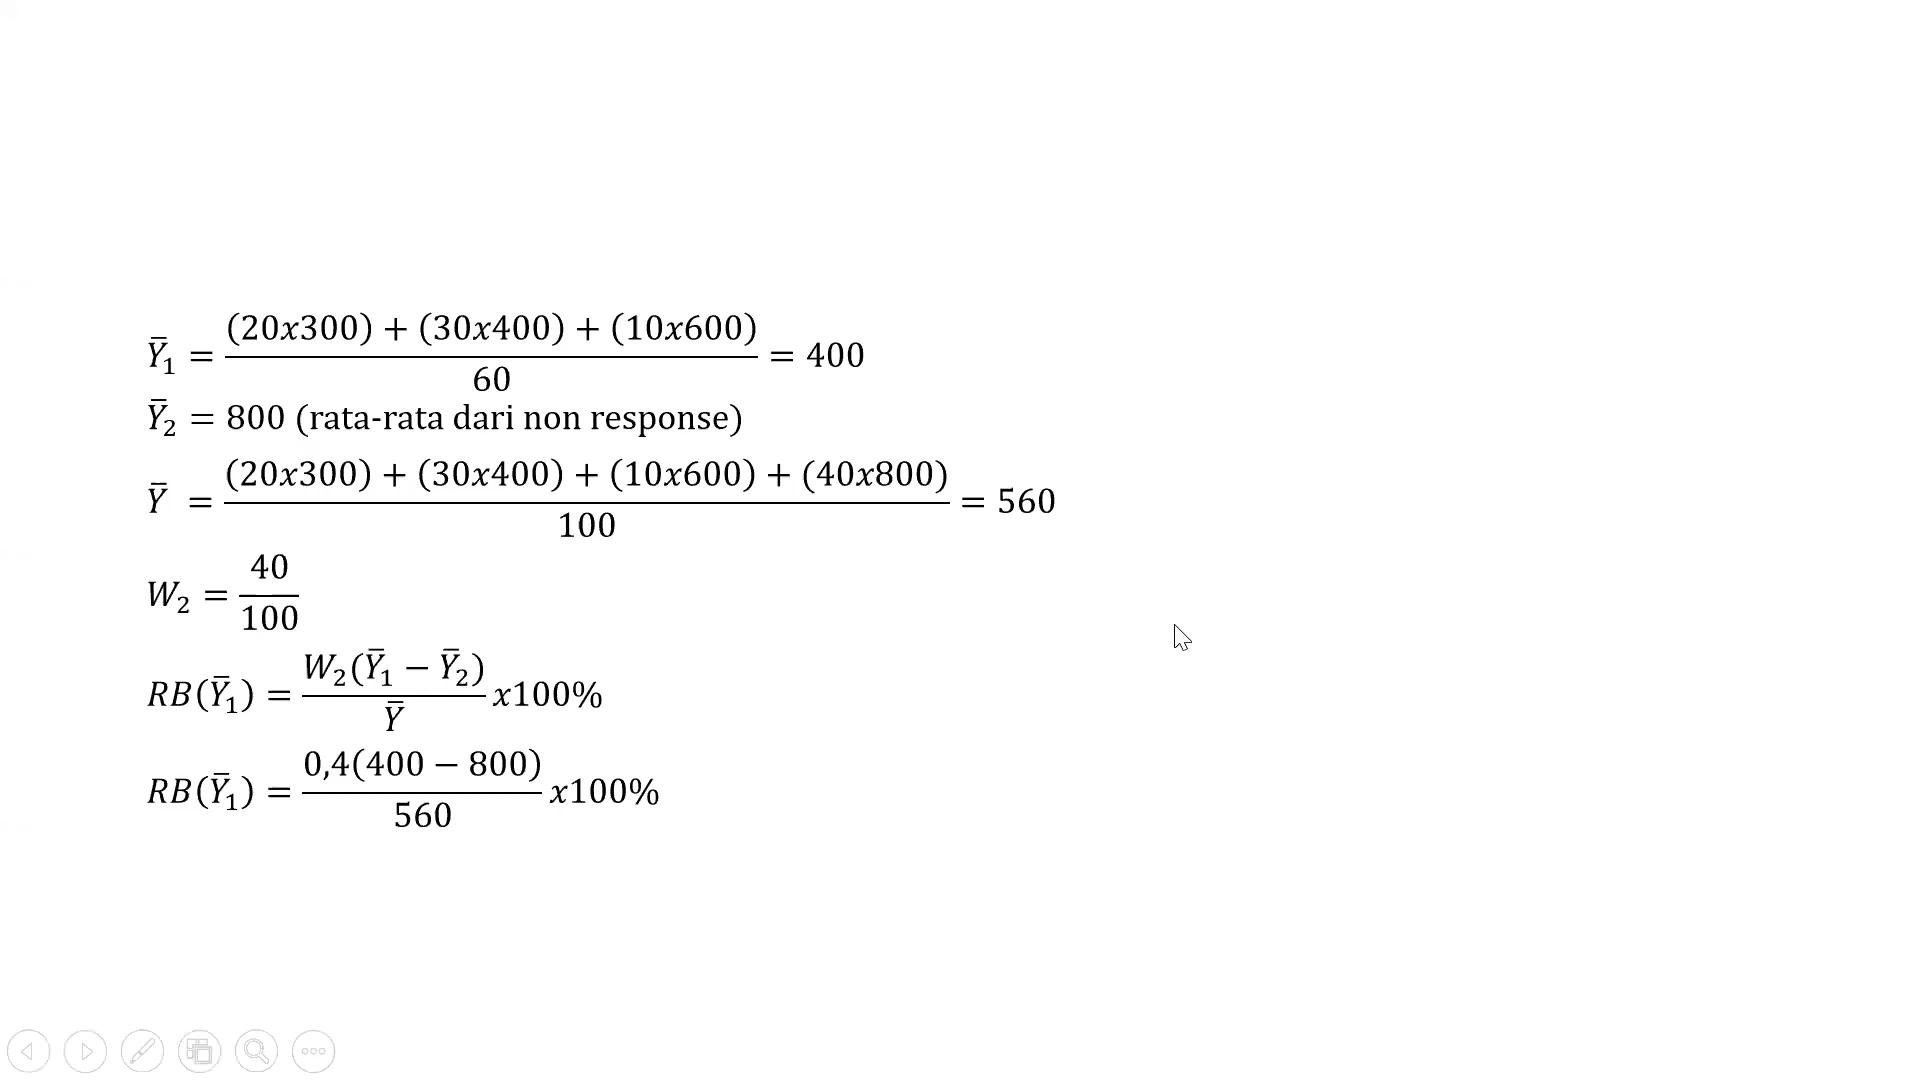 Ȳ₁ = (20x300) + (30x400) + (10x600) / 60 = 400
Ȳ₂ = 800 (rata-rata dari non response)
Ȳ = (20x300) + (30x400) + (10x600) + (40x800) / 100 = 560
W₂ = 40 / 100
RB(Ȳ₁) = W₂(Ȳ₁ − Ȳ₂) / Ȳ x100%
RB(Ȳ₁) = 0,4(400 − 800) / 560 x100%